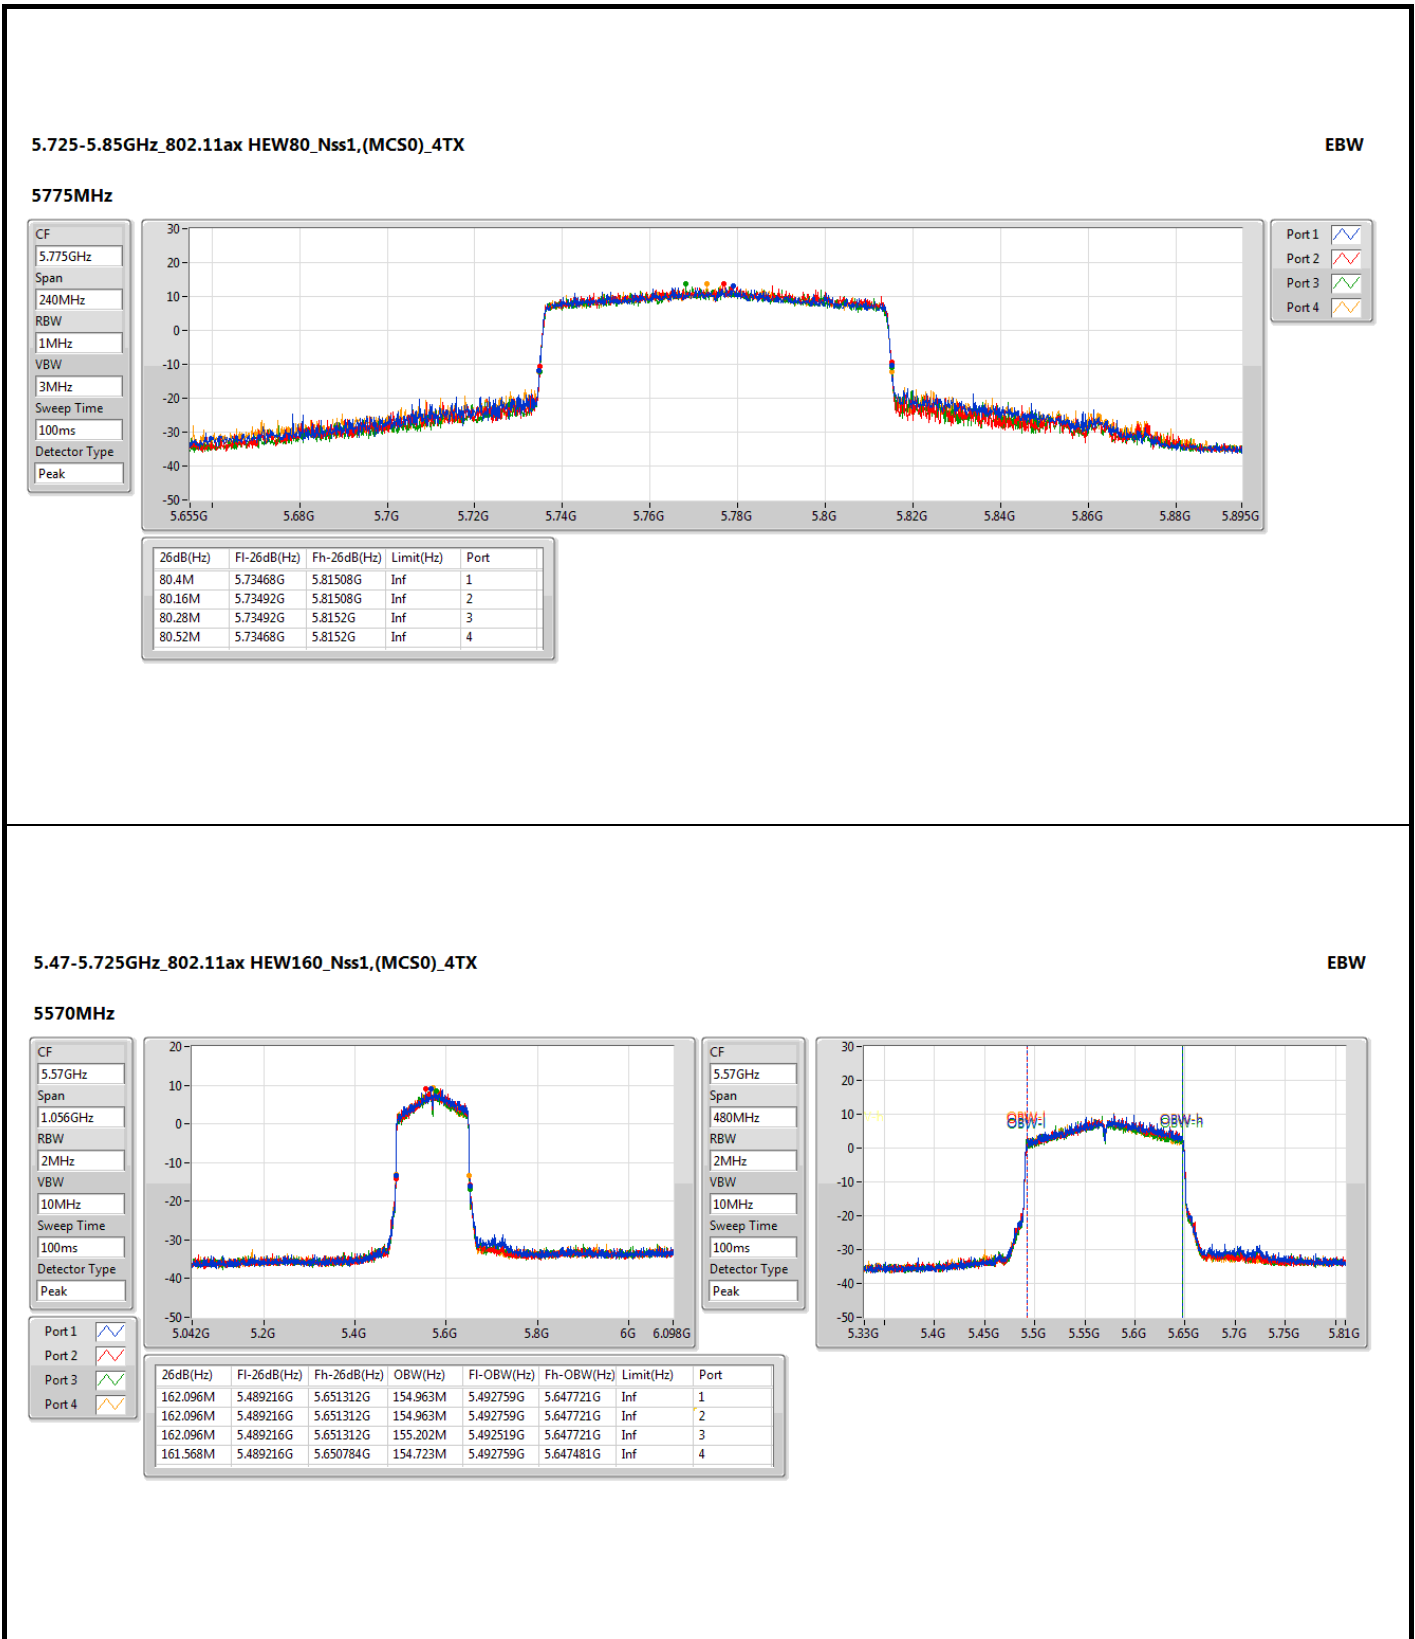 5.725-5.85GHz_802.11ax HEW80_Nss1,(MCS0)_4TX EBW
5775MHz
CF
5.775GHz
Span
240MHz
RBW
1MHz
VBW
3MHz
Sweep Time
100ms
Detector Type
Peak
30
20
10
0
-10
-20
-30
-40
-50
5.655G 5.68G 5.7G 5.72G 5.74G 5.76G 5.78G 5.8G 5.82G 5.84G 5.86G 5.88G 5.895G
Port 1
Port 2
Port 3
Port 4
26dB(Hz) Fl-26dB(Hz) Fh-26dB(Hz) Limit(Hz) Port
80.4M 5.73468G 5.81508G Inf 1
80.16M 5.73492G 5.81508G Inf 2
80.28M 5.73492G 5.8152G Inf 3
80.52M 5.73468G 5.8152G Inf 4
5.47-5.725GHz_802.11ax HEW160_Nss1,(MCS0)_4TX EBW
5570MHz
CF
5.57GHz
Span
1.056GHz
RBW
2MHz
VBW
10MHz
Sweep Time
100ms
Detector Type
Peak
Port 1
Port 2
Port 3
Port 4
20
10
0
-10
-20
-30
-40
-50
5.042G 5.2G 5.4G 5.6G 5.8G 6G 6.098G
CF
5.57GHz
Span
480MHz
RBW
2MHz
VBW
10MHz
Sweep Time
100ms
Detector Type
Peak
30
20
10
0
-10
-20
-30
-40
-50
OBW-l OBW-h
5.33G 5.4G 5.45G 5.5G 5.55G 5.6G 5.65G 5.7G 5.75G 5.81G
26dB(Hz) Fl-26dB(Hz) Fh-26dB(Hz) OBW(Hz) Fl-OBW(Hz) Fh-OBW(Hz) Limit(Hz) Port
162.096M 5.489216G 5.651312G 154.963M 5.492759G 5.647721G Inf 1
162.096M 5.489216G 5.651312G 154.963M 5.492759G 5.647721G Inf 2
162.096M 5.489216G 5.651312G 155.202M 5.492519G 5.647721G Inf 3
161.568M 5.489216G 5.650784G 154.723M 5.492759G 5.647481G Inf 4